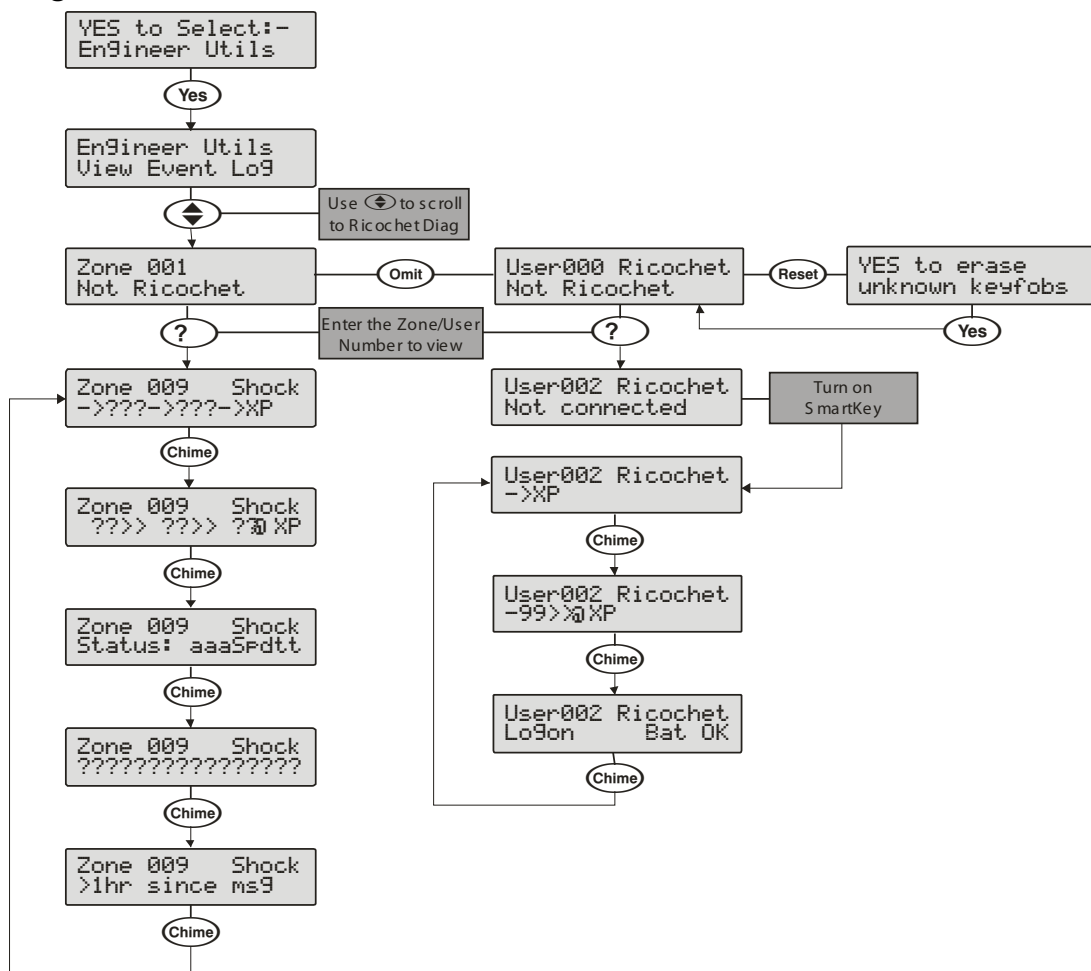 YES to Select:-
Engineer Utils
Yes
Engineer Utils
View Event Log
Use to scroll
to Ricochet Diag
Zone 001
Not Ricochet
Omit
User000 Ricochet
Not Ricochet
Reset
YES to erase
unknown keyfobs
Yes
?
Enter the Zone/User
Number to view
?
Zone 009 Shock
->???->???->XP
Chime
User002 Ricochet
Not connected
Turn on
SmartKey
Zone 009 Shock
??>> ??>> ?? XP
Chime
User002 Ricochet
->XP
Chime
Zone 009 Shock
Status: aaaSpdtt
Chime
User002 Ricochet
-99>> XP
Chime
Zone 009 Shock
????????????????
Chime
User002 Ricochet
Logon Bat OK
Chime
Zone 009 Shock
>1hr since msg
Chime